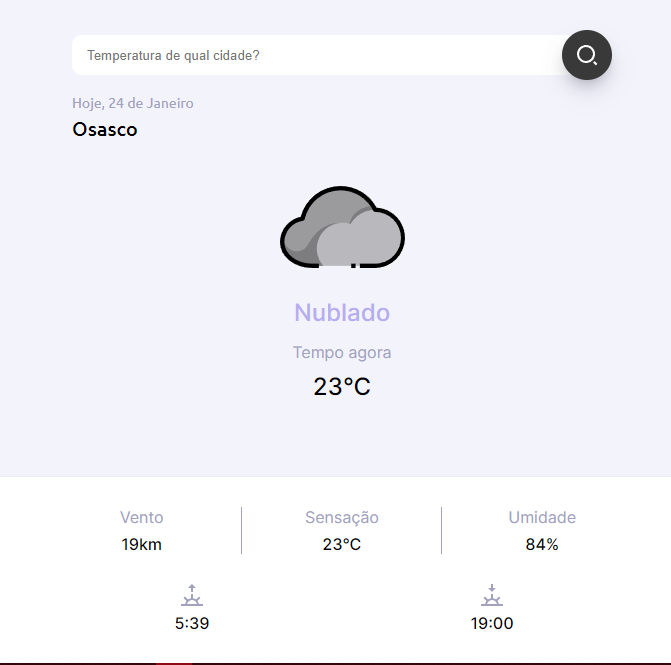 Temperatura de qual cidade?
Hoje, 24 de Janeiro
Osasco
Nublado
Tempo agora
23°C
Vento Sensação Umidade
19km 23°C 84%
5:39 19:00